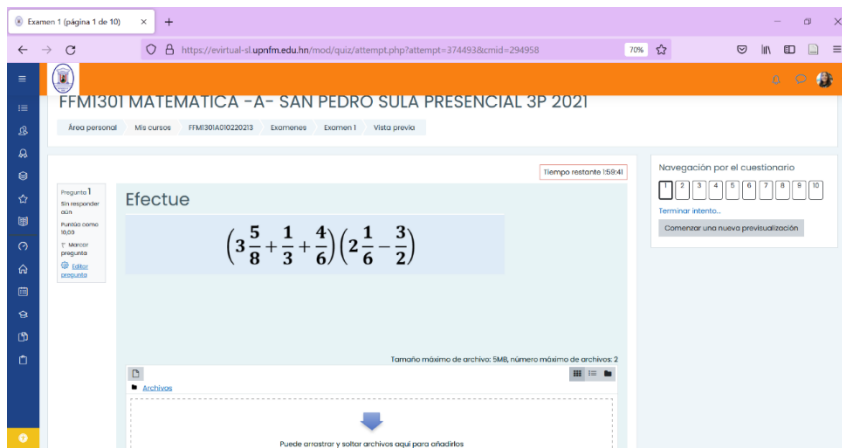 Examen 1 (página 1 de 10)
https://evirtual-sl.upnfm.edu.hn/mod/quiz/attempt.php?attempt=374493&cmid=294958
70%
FFM1301 MATEMATICA -A- SAN PEDRO SULA PRESENCIAL 3P 2021
Área personal Mis cursos FFM1301A010220213 Examenes Examen 1 Vista previa
Tiempo restante 1:59:41
Pregunta 1
Sin responder
aún
Puntúa como
10,00
Marcar
pregunta
Editar
pregunta
Efectue
(3 5/8 + 1/3 + 4/6)(2 1/6 − 3/2)
Tamaño máximo de archivo: 5MB, número máximo de archivos: 2
Archivos
Puede arrastrar y soltar archivos aquí para añadirlos
Navegación por el cuestionario
1 2 3 4 5 6 7 8 9 10
Terminar intento...
Comenzar una nueva previsualización